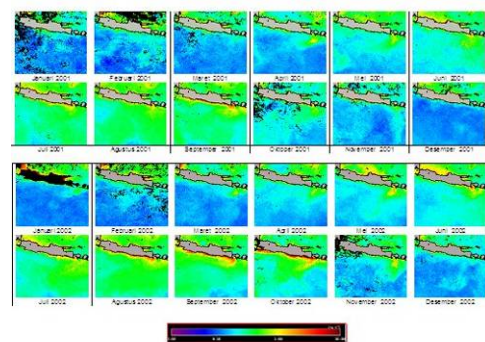 Januari 2001 Februari 2001 Maret 2001 April 2001 Mei 2001 Juni 2001
Juli 2001 Agustus 2001 September 2001 Oktober 2001 November 2001 Desember 2001
Januari 2002 Februari 2002 Maret 2002 April 2002 Mei 2002 Juni 2002
Juli 2002 Agustus 2002 September 2002 Oktober 2002 November 2002 Desember 2002